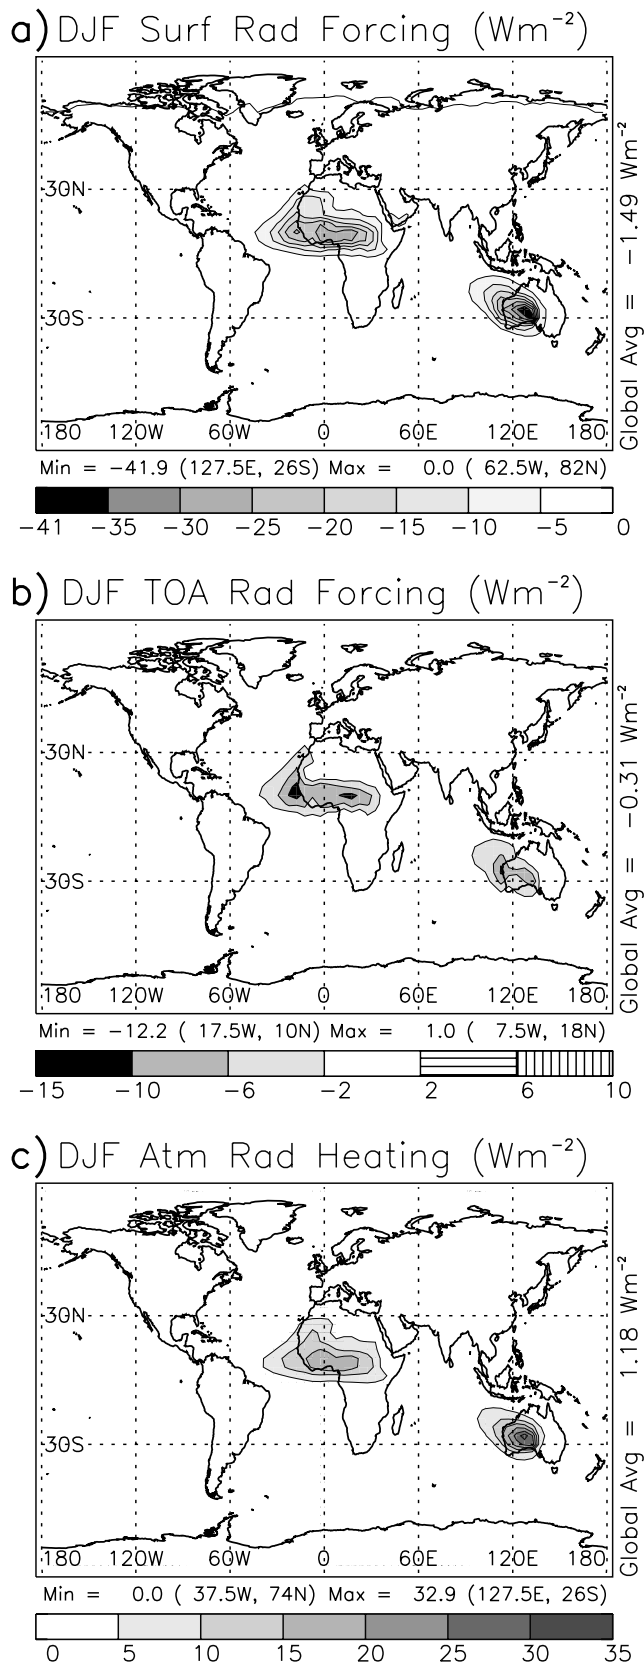 a) DJF Surf Rad Forcing (Wm⁻²)
30N
30S
180 120W 60W 0 60E 120E 180
Global Avg = −1.49 Wm⁻²
Min = −41.9 (127.5E, 26S) Max = 0.0 ( 62.5W, 82N)
−41 −35 −30 −25 −20 −15 −10 −5 0
b) DJF TOA Rad Forcing (Wm⁻²)
30N
30S
180 120W 60W 0 60E 120E 180
Global Avg = −0.31 Wm⁻²
Min = −12.2 ( 17.5W, 10N) Max = 1.0 ( 7.5W, 18N)
−15 −10 −6 −2 2 6 10
c) DJF Atm Rad Heating (Wm⁻²)
30N
30S
180 120W 60W 0 60E 120E 180
Global Avg = 1.18 Wm⁻²
Min = 0.0 ( 37.5W, 74N) Max = 32.9 (127.5E, 26S)
0 5 10 15 20 25 30 35